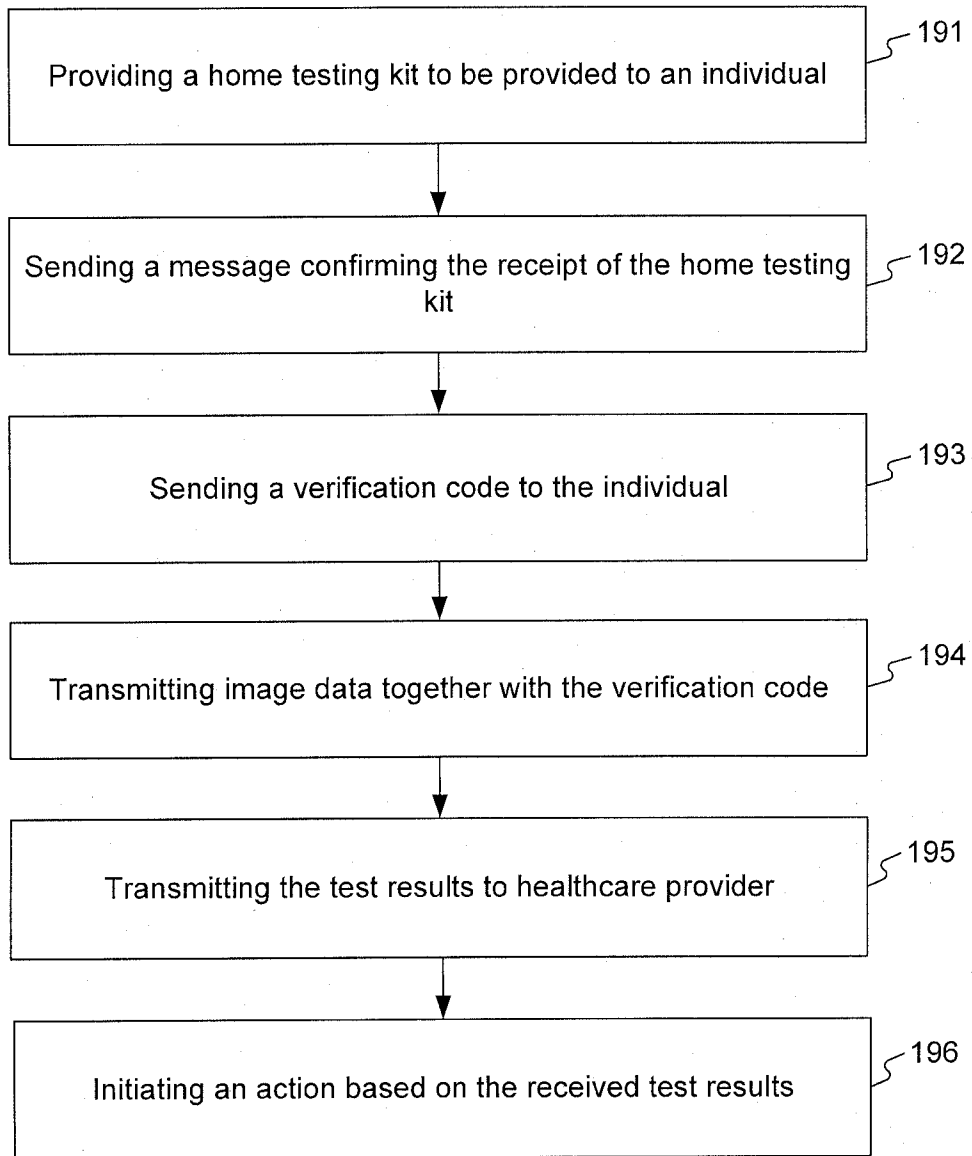 191
Providing a home testing kit to be provided to an individual
192
Sending a message confirming the receipt of the home testing
kit
193
Sending a verification code to the individual
194
Transmitting image data together with the verification code
195
Transmitting the test results to healthcare provider
196
Initiating an action based on the received test results